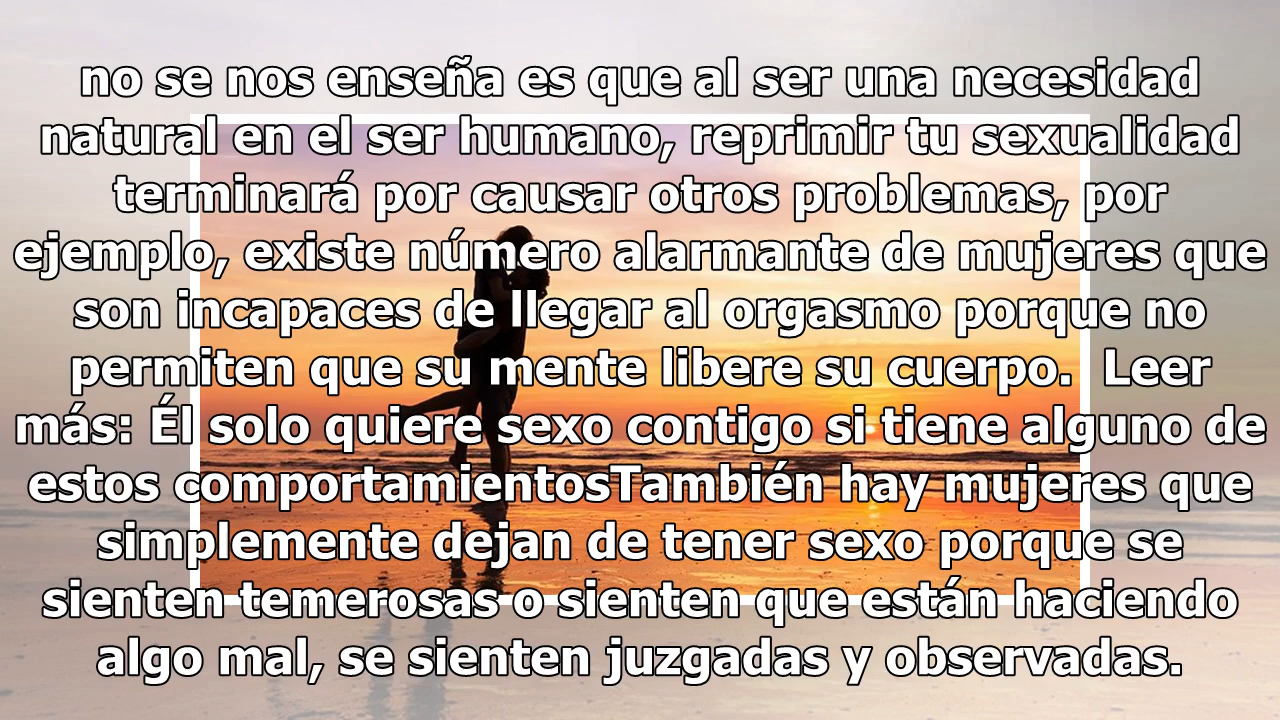 no se nos enseña es que al ser una necesidad
natural en el ser humano, reprimir tu sexualidad
terminará por causar otros problemas, por
ejemplo, existe número alarmante de mujeres que
son incapaces de llegar al orgasmo porque no
permiten que su mente libere su cuerpo.  Leer
más: Él solo quiere sexo contigo si tiene alguno de
estos comportamientosTambién hay mujeres que
simplemente dejan de tener sexo porque se
sienten temerosas o sienten que están haciendo
algo mal, se sienten juzgadas y observadas.